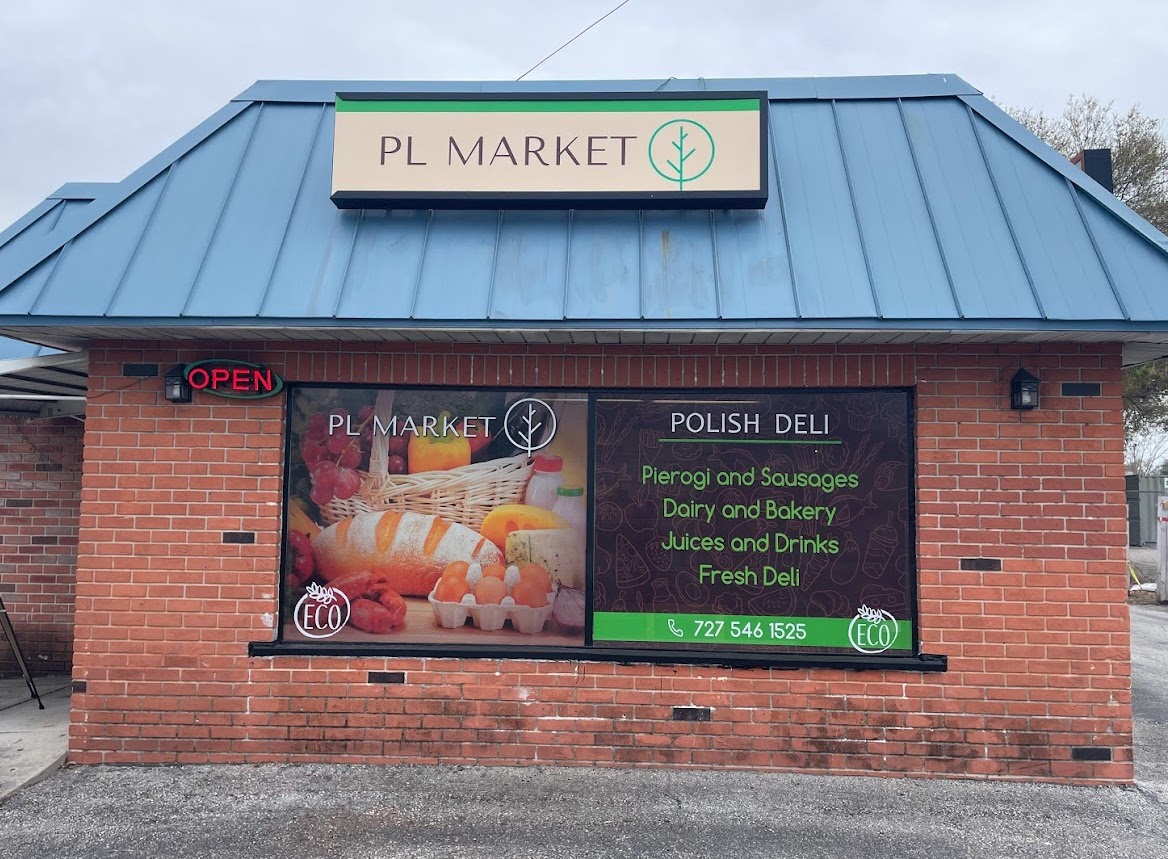 PL MARKET
OPEN
PL MARKET
ECO
POLISH DELI
Pierogi and Sausages
Dairy and Bakery
Juices and Drinks
Fresh Deli
727 546 1525
ECO